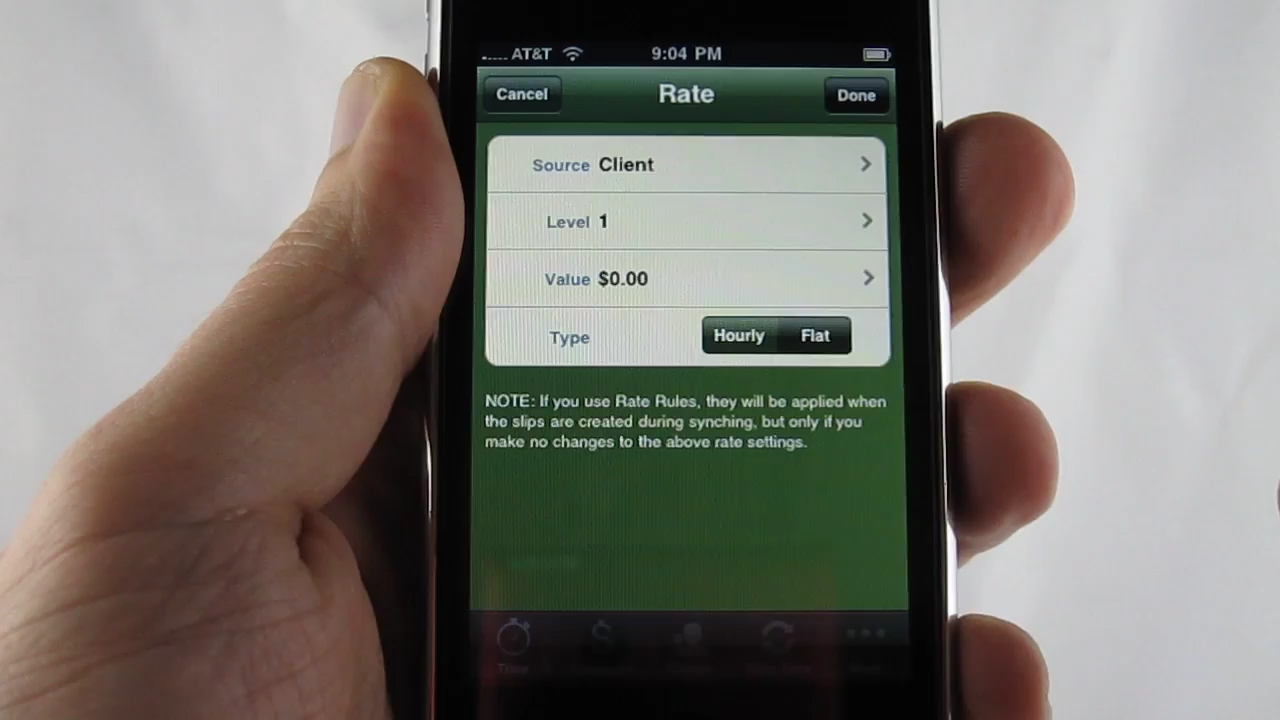 AT&T 9:04 PM
Cancel Rate Done
Source Client
Level 1
Value $0.00
Type Hourly Flat
NOTE: If you use Rate Rules, they will be applied when
the slips are created during synching, but only if you
make no changes to the above rate settings.
Time